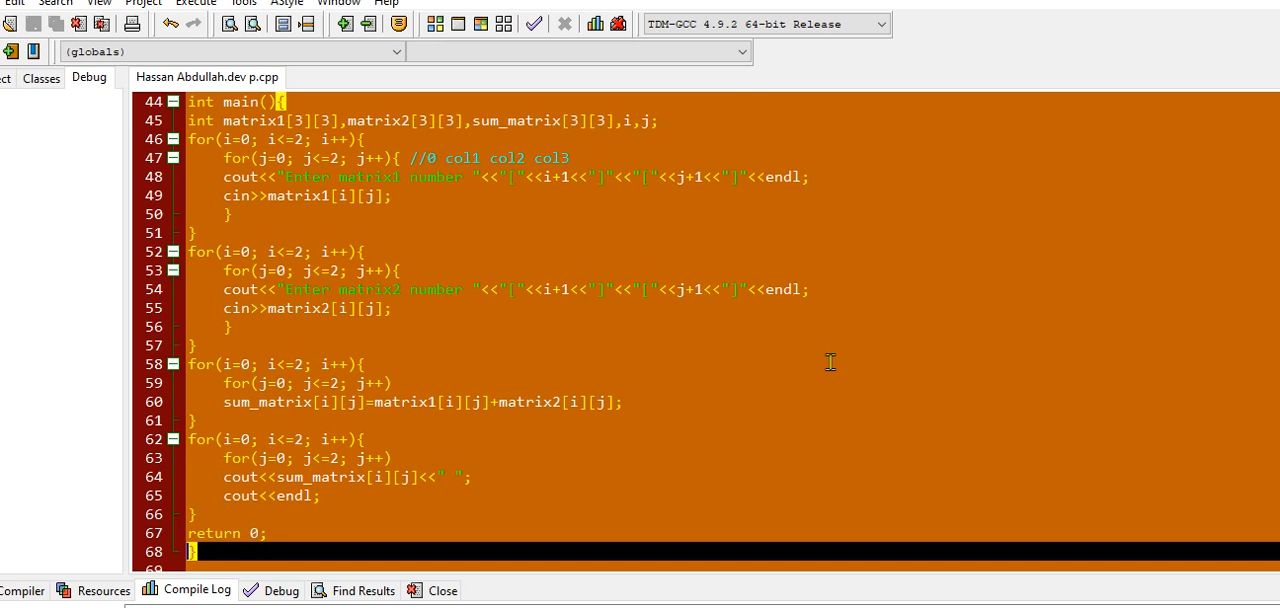 it Search View Project Execute Tools AStyle Window Help
TDM-GCC 4.9.2 64-bit Release
(globals)
ct Classes Debug Hassan Abdullah.dev p.cpp
44 int main(){
45 int matrix1[3][3],matrix2[3][3],sum_matrix[3][3],i,j;
46 for(i=0; i<=2; i++){
47 for(j=0; j<=2; j++){ //0 col1 col2 col3
48 cout<<"Enter matrix1 number "<<"["<<i+1<<"]"<<"["<<j+1<<"]"<<endl;
49 cin>>matrix1[i][j];
50 }
51 }
52 for(i=0; i<=2; i++){
53 for(j=0; j<=2; j++){
54 cout<<"Enter matrix2 number "<<"["<<i+1<<"]"<<"["<<j+1<<"]"<<endl;
55 cin>>matrix2[i][j];
56 }
57 }
58 for(i=0; i<=2; i++){
59 for(j=0; j<=2; j++)
60 sum_matrix[i][j]=matrix1[i][j]+matrix2[i][j];
61 }
62 for(i=0; i<=2; i++){
63 for(j=0; j<=2; j++)
64 cout<<sum_matrix[i][j]<<" ";
65 cout<<endl;
66 }
67 return 0;
68 }
69
Compiler Resources Compile Log Debug Find Results Close